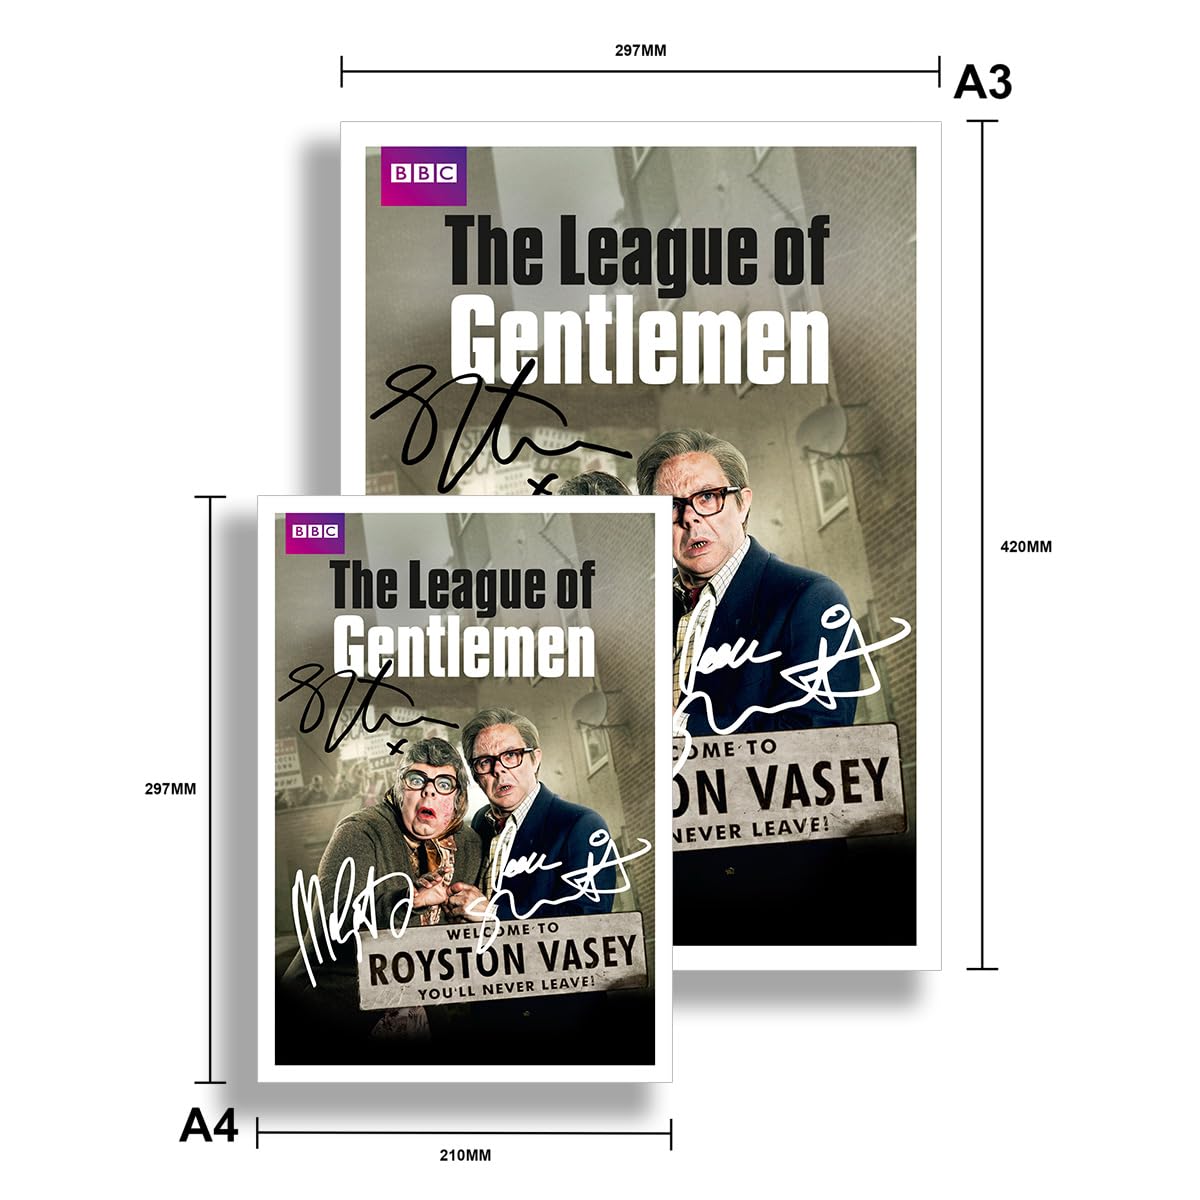 297MM
A3
BBC
The League of
Gentlemen
x
COME TO
ON VASEY
NEVER LEAVE!
420MM
BBC
The League of
Gentlemen
x
WELCOME TO
ROYSTON VASEY
YOU'LL NEVER LEAVE!
297MM
A4
210MM